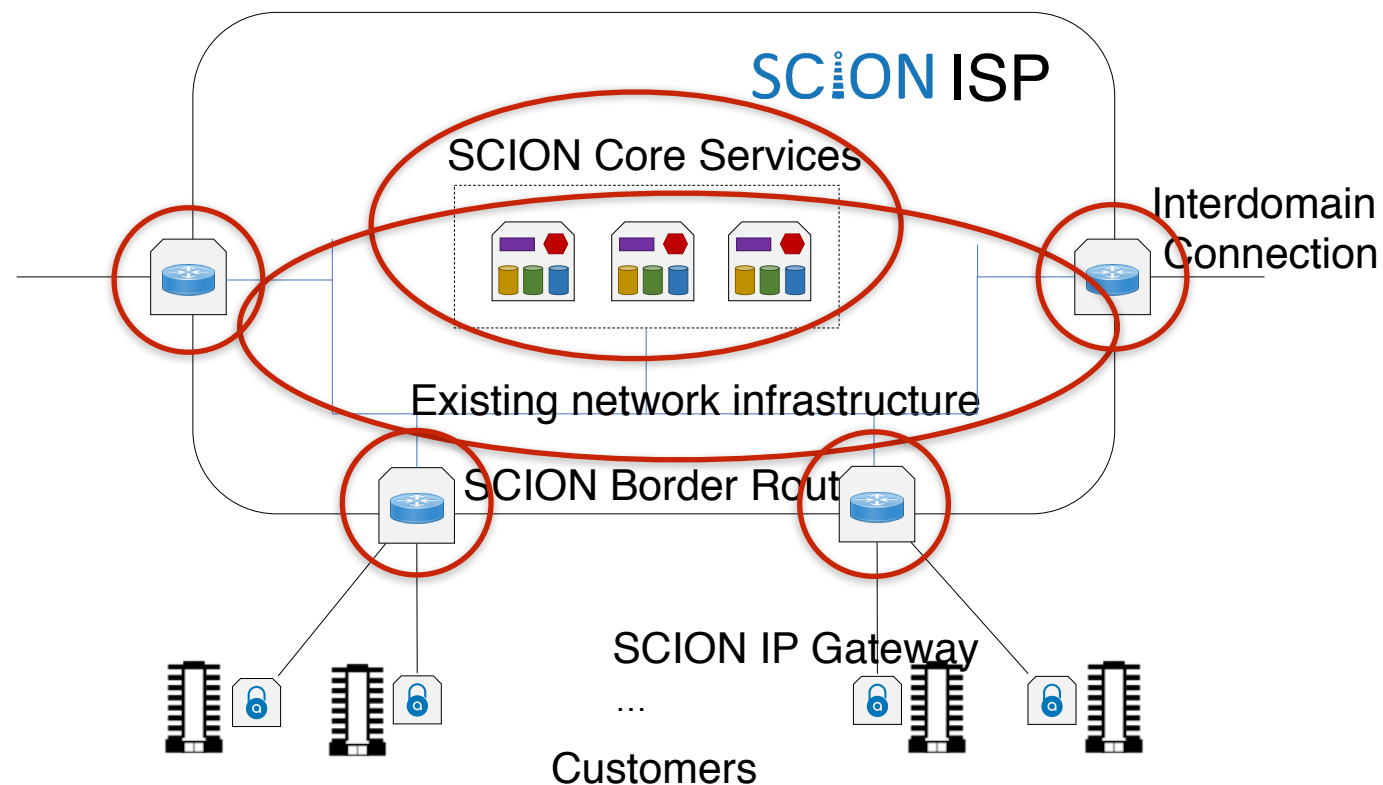 SCION ISP
SCION Core Services
Interdomain
Connection
Existing network infrastructure
SCION Border Rout
SCION IP Gateway
...
Customers
a
a
a
a